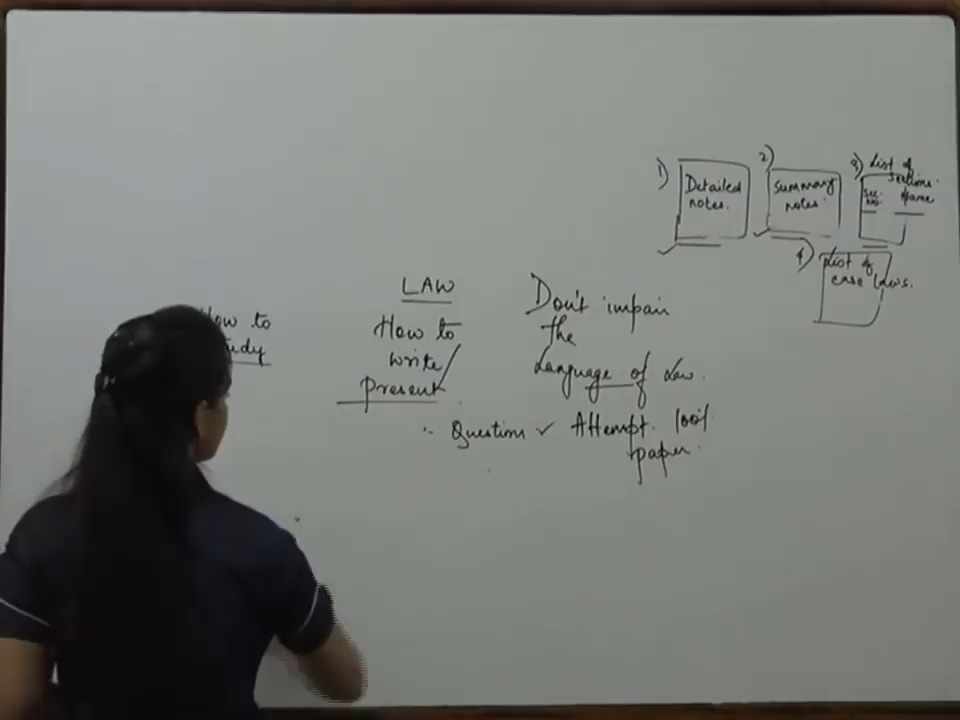 1)
Detailed
notes.
2)
Summary
notes.
3) List of
Sections.
Sec.
No.
Name
4)
List of
case laws.
LAW
How to
write/
present
How to
study
Don't impair
the
Language of Law.
Question ✓ Attempt 100%
paper.